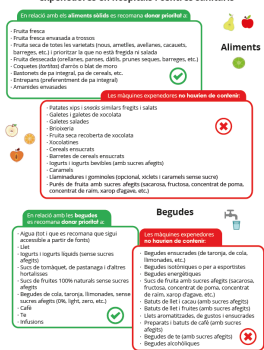 En relació amb els aliments sòlids es recomana donar prioritat a:
Aliments
- Fruita fresca
- Fruita fresca envasada a trossos
- Fruita seca de totes les varietats (nous, ametlles, avellanes, cacauets,
barreges, etc.) i prioritzar la que no està fregida ni salada
- Fruita dessecada (orellanes, panses, dàtils, prunes seques, barreges, etc.)
- Coquetes (tortites) d'arròs o blat de moro
- Bastonets de pa integral, pa de cereals, etc.
- Entrepans (preferentment de pa integral)
- Amanides envasades
Les màquines expenedores no haurien de contenir:
- Patates xips i snacks similars fregits i salats
- Galetes i galetes de xocolata
- Galetes salades
- Brioixeria
- Fruita seca recoberta de xocolata
- Xocolatines
- Cereals ensucrats
- Barretes de cereals ensucrats
- Iogurts i iogurts bevibles (amb sucres afegits)
- Caramels
- Llaminadures i gominoles (opcional, xiclets i caramels sense sucre)
- Purés de fruita amb sucres afegits (sacarosa, fructosa, concentrat de poma,
concentrat de raïm, xarop d'agave, etc.)
Begudes
En relació amb les begudes
es recomana donar prioritat a:
- Aigua (tot i que es recomana que sigui
accessible a partir de fonts)
- Llet
- Iogurts i iogurts líquids (sense sucres
afegits)
- Sucs de tomàquet, de pastanaga i d'altres
hortalisses
- Sucs de fruites 100% naturals sense sucres
afegits
- Begudes de cola, taronja, llimonades, sense
sucres afegits (0%, light, zero, etc.)
- Cafè
- Te
- Infusions
Les màquines expenedores
no haurien de contenir:
- Begudes ensucrades (de taronja, de cola,
llimonades, etc.)
- Begudes isotòniques o per a esportistes
- Begudes energètiques
- Sucs de fruita amb sucres afegits (sacarosa,
fructosa, concentrat de poma, concentrat
de raïm, xarop d'agave, etc.)
- Batuts de llet i cacau (amb sucres afegits)
- Batuts de llet i fruites (amb sucres afegits)
- Llets aromatitzades, de gustos i ensucrades
- Preparats i batuts de cafè (amb sucres
afegits)
- Begudes de te (amb sucres afegits)
- Begudes alcohòliques